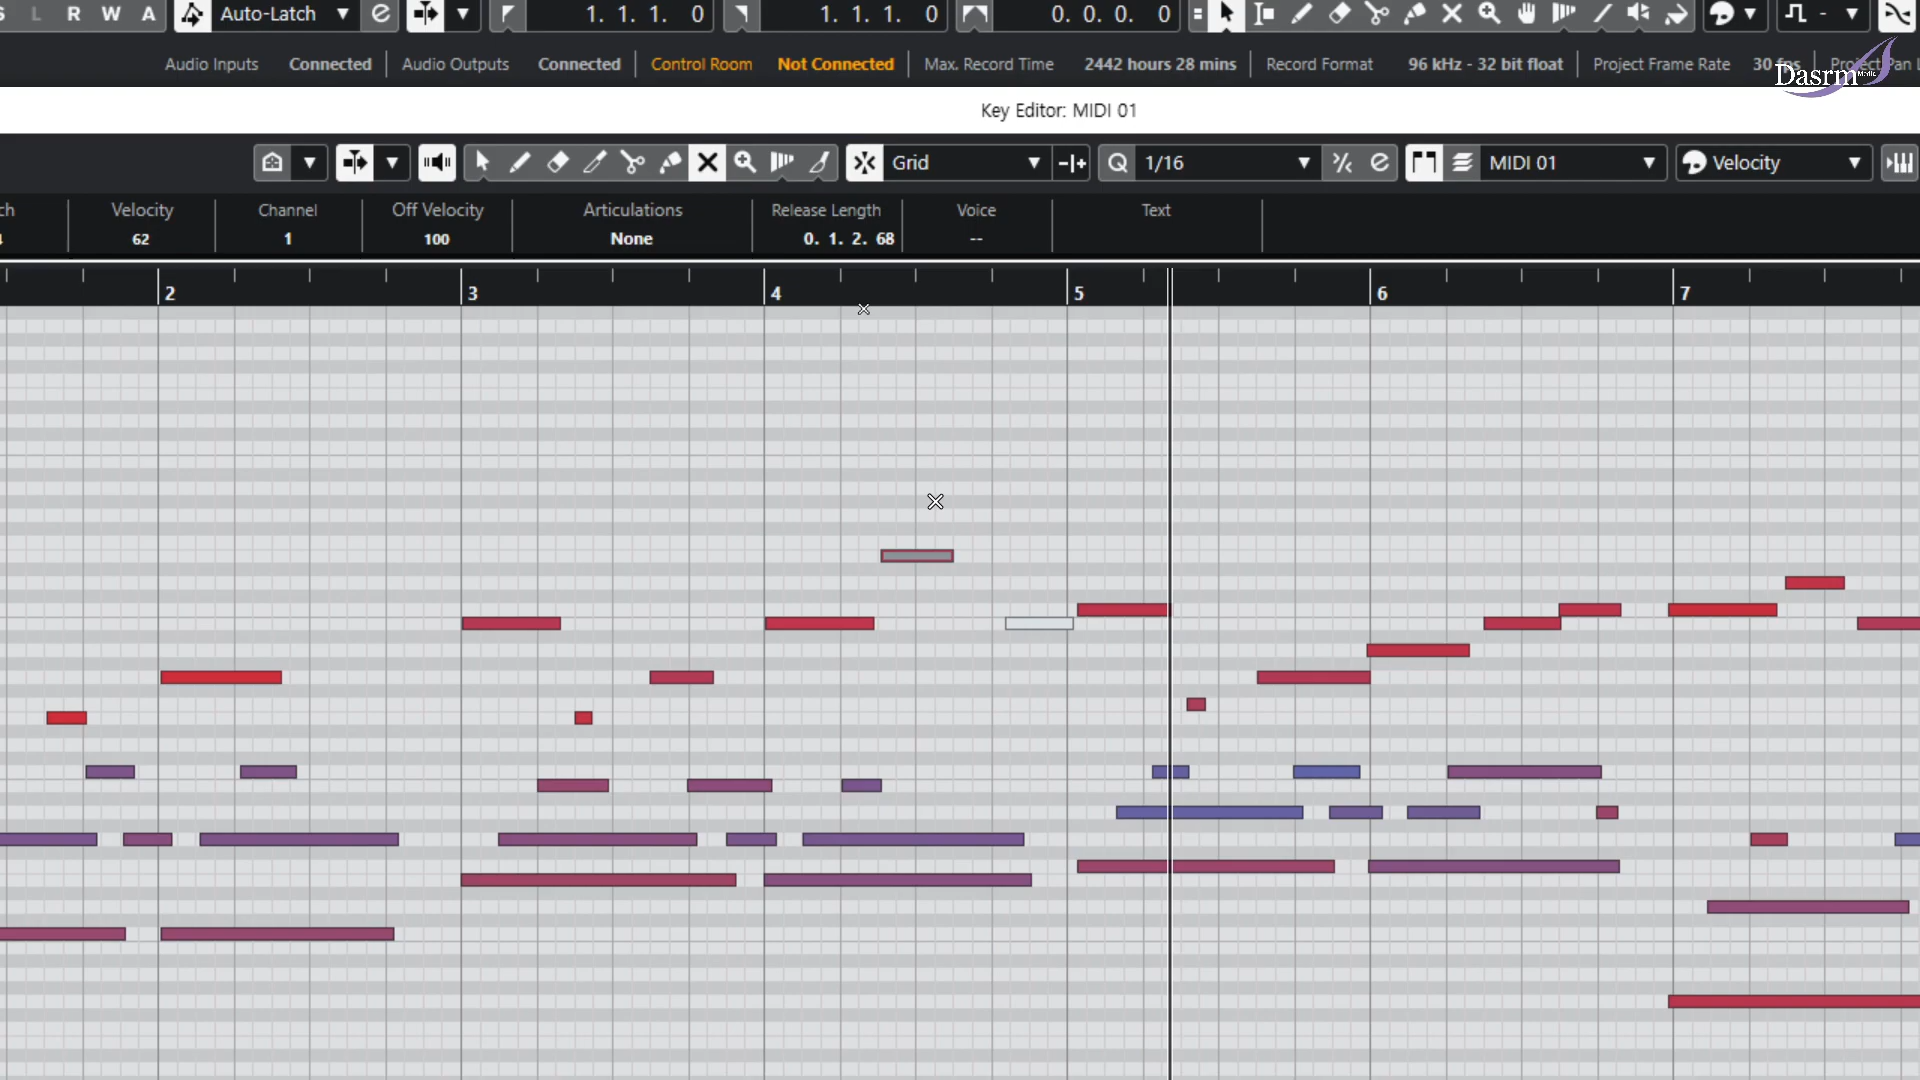 S L R W A Auto-Latch e 1. 1. 1. 0 1. 1. 1. 0 0. 0. 0. 0 -
Audio Inputs Connected Audio Outputs Connected Control Room Not Connected Max. Record Time 2442 hours 28 mins Record Format 96 kHz - 32 bit float Project Frame Rate 30 fps Project Pan L
Dasrm Media
Key Editor: MIDI 01
Grid Q 1/16 e MIDI 01 Velocity
ch Velocity Channel Off Velocity Articulations Release Length Voice Text
62 1 100 None 0. 1. 2. 68 --
2 3 4 5 6 7